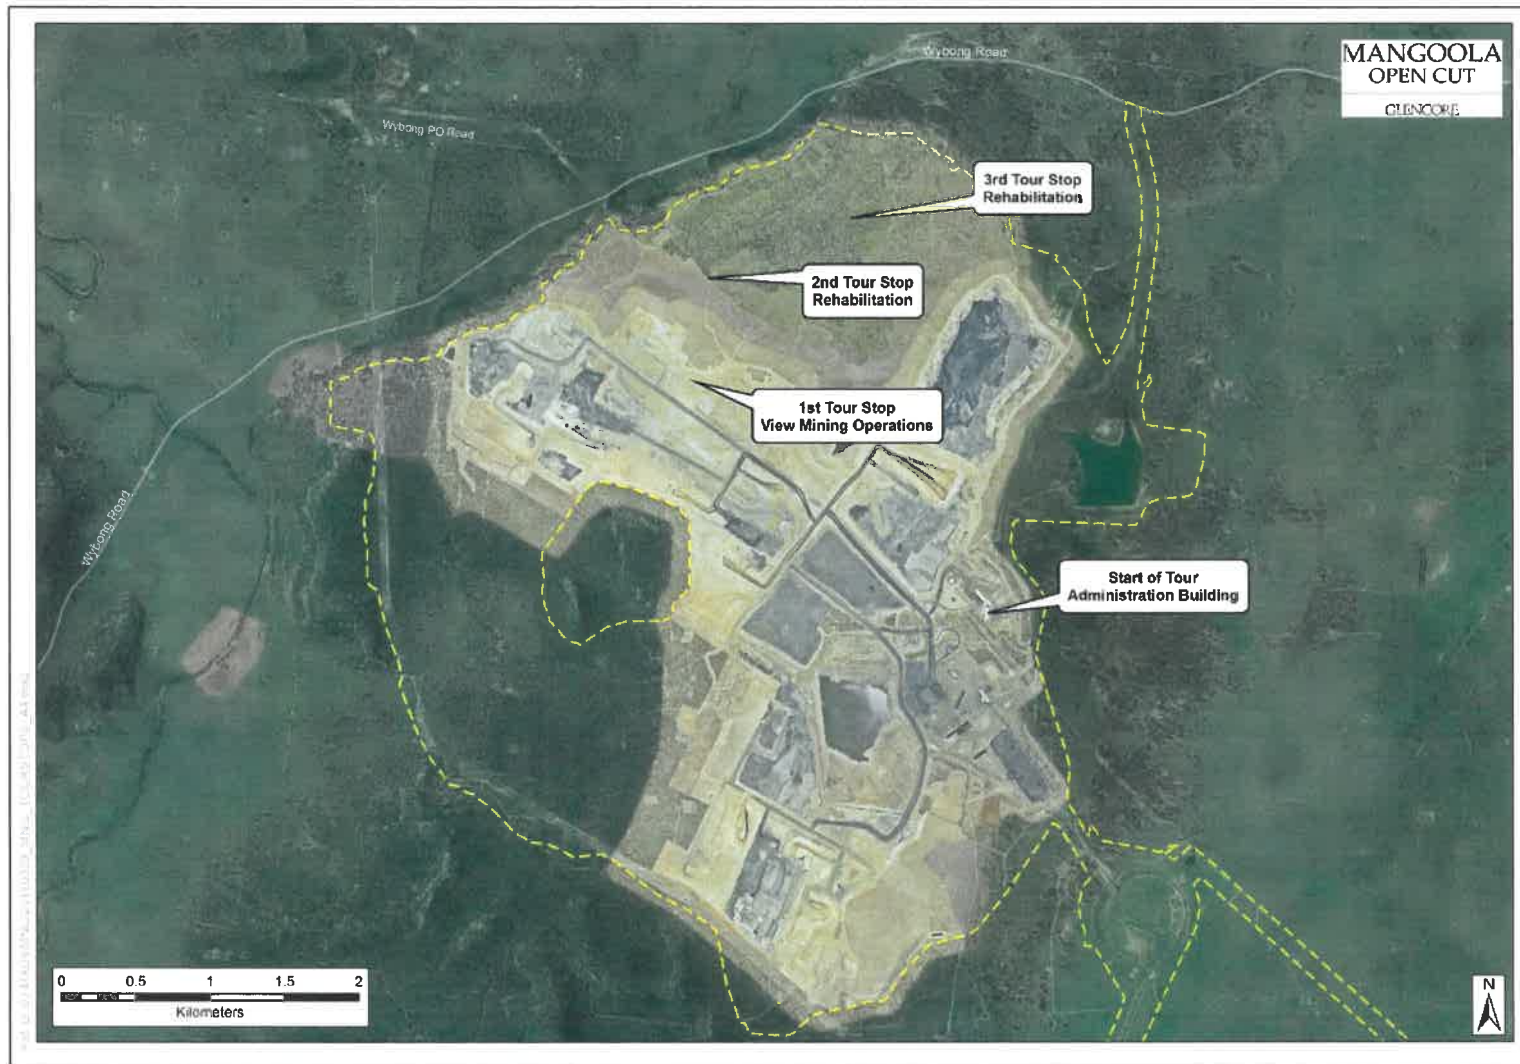 MANGOOLA
OPEN CUT
GLENCORE
Wybong Road
Wybong PO Road
3rd Tour Stop
Rehabilitation
2nd Tour Stop
Rehabilitation
1st Tour Stop
View Mining Operations
Wybong Road
Start of Tour
Administration Building
0 0.5 1 1.5 2
Kilometers
N